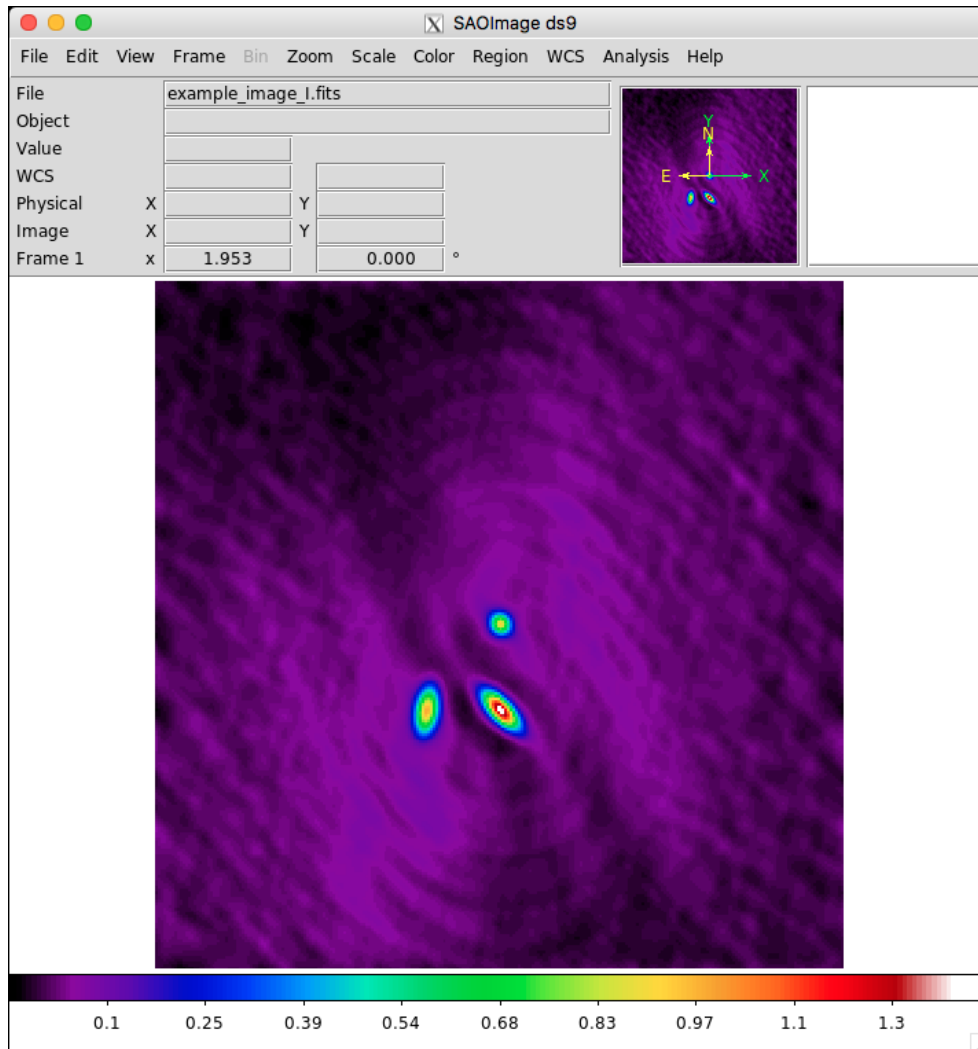 SAOImage ds9
File Edit View Frame Bin Zoom Scale Color Region WCS Analysis Help
File example_image_I.fits
Object
Value
WCS
Physical X Y
Image X Y
Frame 1 x 1.953 0.000 °
Y
N
E X
0.1 0.25 0.39 0.54 0.68 0.83 0.97 1.1 1.3